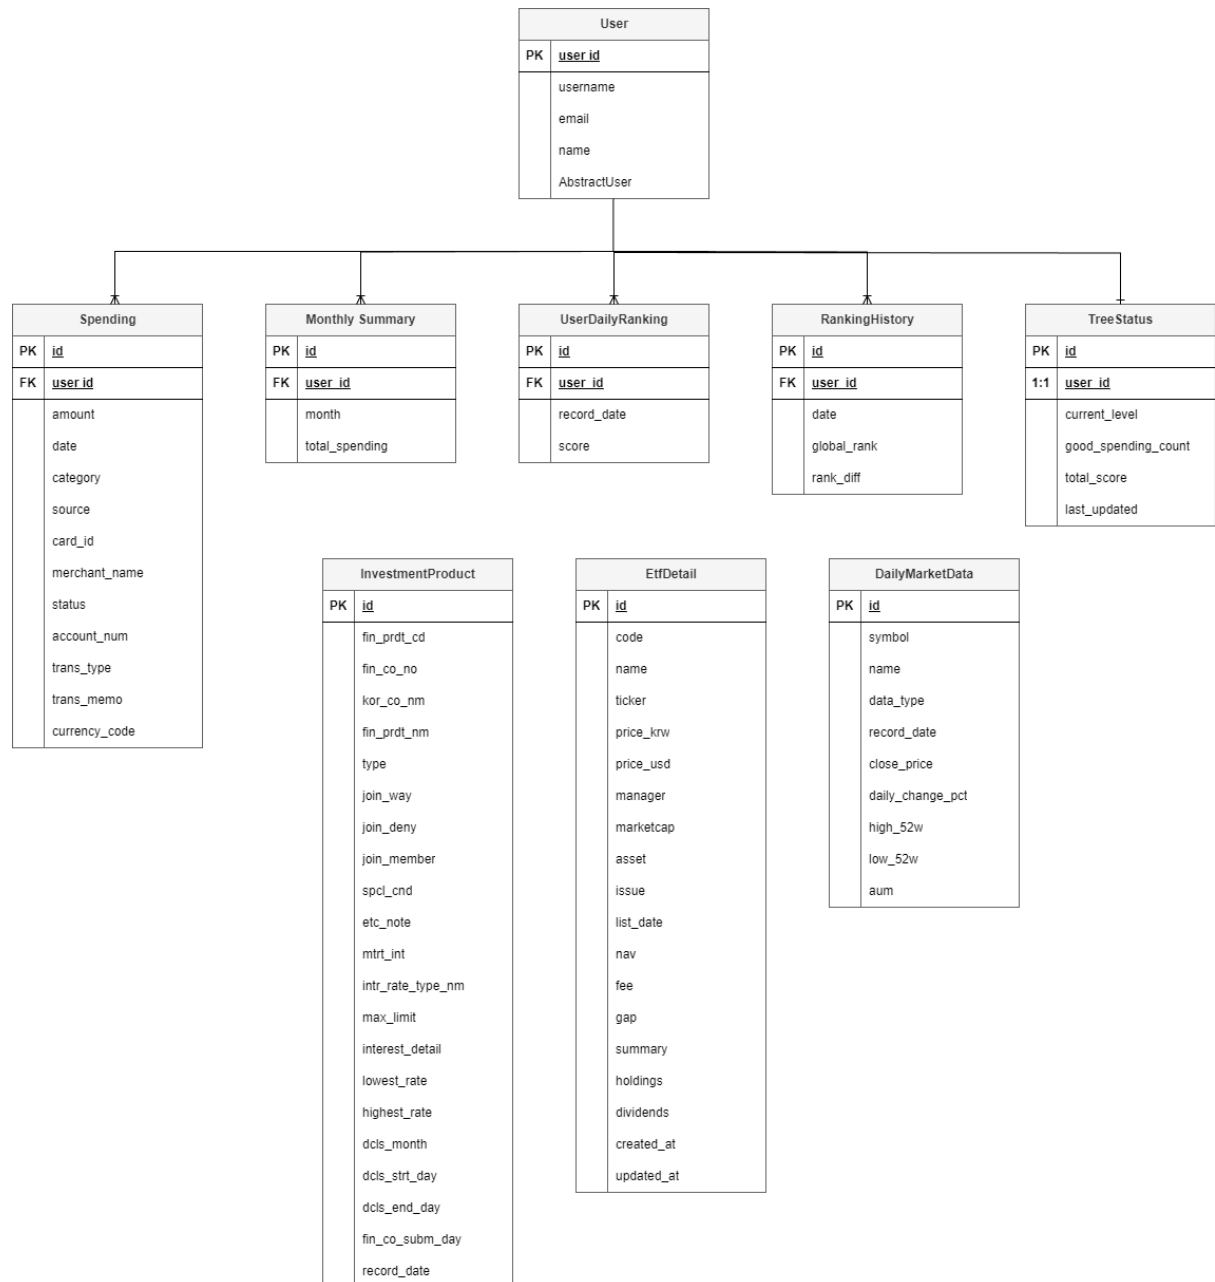 User
PK user id
username
email
name
AbstractUser
Spending
PK id
FK user id
amount
date
category
source
card_id
merchant_name
status
account_num
trans_type
trans_memo
currency_code
Monthly Summary
PK id
FK user_id
month
total_spending
UserDailyRanking
PK id
FK user_id
record_date
score
RankingHistory
PK id
FK user_id
date
global_rank
rank_diff
TreeStatus
PK id
1:1 user_id
current_level
good_spending_count
total_score
last_updated
InvestmentProduct
PK id
fin_prdt_cd
fin_co_no
kor_co_nm
fin_prdt_nm
type
join_way
join_deny
join_member
spcl_cnd
etc_note
mtrt_int
intr_rate_type_nm
max_limit
interest_detail
lowest_rate
highest_rate
dcls_month
dcls_strt_day
dcls_end_day
fin_co_subm_day
record_date
EtfDetail
PK id
code
name
ticker
price_krw
price_usd
manager
marketcap
asset
issue
list_date
nav
fee
gap
summary
holdings
dividends
created_at
updated_at
DailyMarketData
PK id
symbol
name
data_type
record_date
close_price
daily_change_pct
high_52w
low_52w
aum